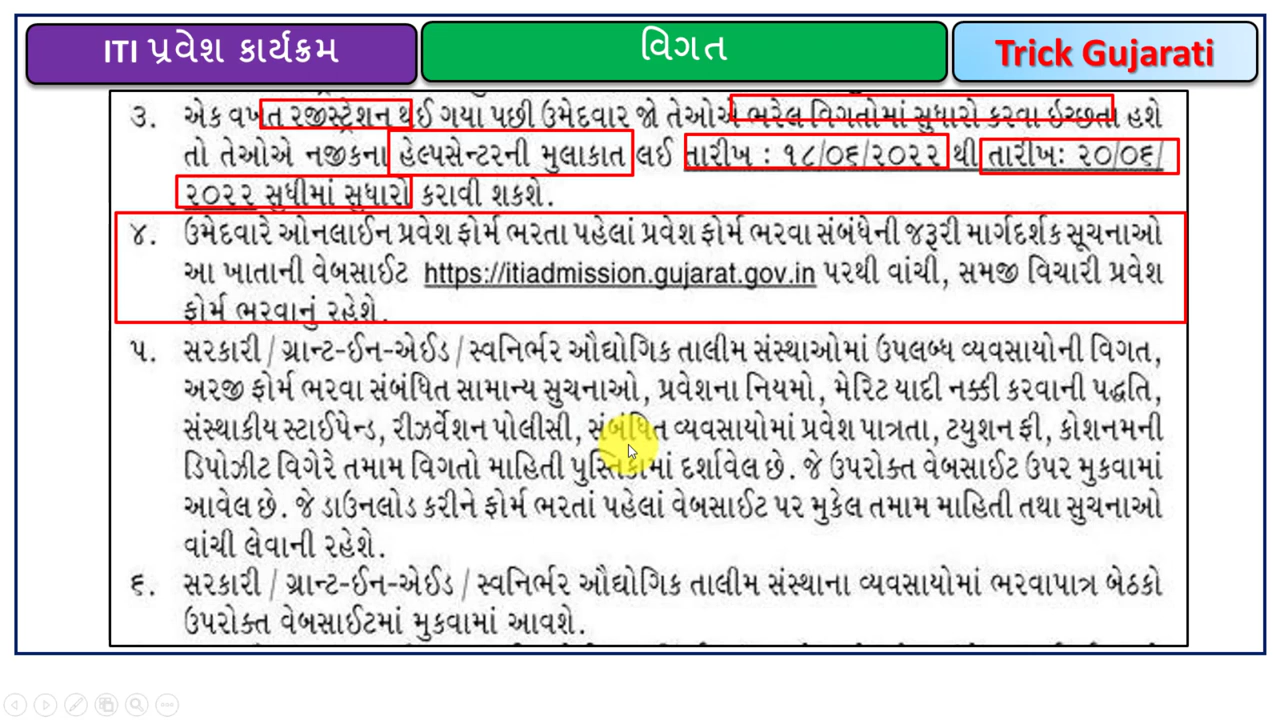 ITI પ્રવેશ કાર્યક્રમ
વિગત
Trick Gujarati
૩. એક વખત રજીસ્ટ્રેશન થઈ ગયા પછી ઉમેદવાર જો તેઓએ ભરેલ વિગતોમાં સુધારો કરવા ઇચ્છતા હશે
તો તેઓએ નજીકના હેલ્પસેન્ટરની મુલાકાત લઈ તારીખ : ૧૮/૦૬/૨૦૨૨ થી તારીખઃ ૨૦/૦૬/
૨૦૨૨ સુધીમાં સુધારો કરાવી શકશે.
૪. ઉમેદવારે ઓનલાઈન પ્રવેશ ફોર્મ ભરતા પહેલાં પ્રવેશ ફોર્મ ભરવા સંબંધેની જરૂરી માર્ગદર્શક સૂચનાઓ
આ ખાતાની વેબસાઈટ https://itiadmission.gujarat.gov.in પરથી વાંચી, સમજી વિચારી પ્રવેશ
ફોર્મ ભરવાનું રહેશે.
૫. સરકારી / ગ્રાન્ટ-ઈન-એઈડ / સ્વનિર્ભર ઔદ્યોગિક તાલીમ સંસ્થાઓમાં ઉપલબ્ધ વ્યવસાયોની વિગત,
અરજી ફોર્મ ભરવા સંબંધિત સામાન્ય સુચનાઓ, પ્રવેશના નિયમો, મેરિટ યાદી નક્કી કરવાની પદ્ધતિ,
સંસ્થાકીય સ્ટાઈપેન્ડ, રીઝર્વેશન પોલીસી, સંબંધિત વ્યવસાયોમાં પ્રવેશ પાત્રતા, ટયુશન ફી, કોશનમની
ડિપોઝીટ વિગેરે તમામ વિગતો માહિતી પુસ્તિકામાં દર્શાવેલ છે. જે ઉપરોક્ત વેબસાઈટ ઉપર મુકવામાં
આવેલ છે. જે ડાઉનલોડ કરીને ફોર્મ ભરતાં પહેલાં વેબસાઈટ પર મુકેલ તમામ માહિતી તથા સુચનાઓ
વાંચી લેવાની રહેશે.
૬. સરકારી / ગ્રાન્ટ-ઈન-એઈડ / સ્વનિર્ભર ઔદ્યોગિક તાલીમ સંસ્થાના વ્યવસાયોમાં ભરવાપાત્ર બેઠકો
ઉપરોક્ત વેબસાઈટમાં મુકવામાં આવશે.